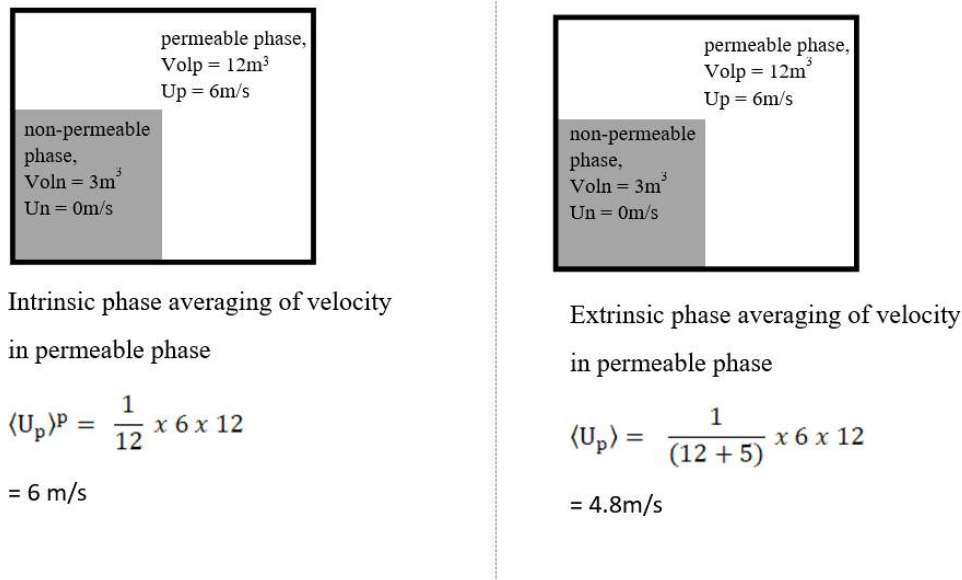 permeable phase,
Volp = 12m³
Up = 6m/s
non-permeable
phase,
Voln = 3m³
Un = 0m/s
Intrinsic phase averaging of velocity
in permeable phase
⟨Uₚ⟩ᵖ = 1/12 x 6 x 12
= 6 m/s
permeable phase,
Volp = 12m³
Up = 6m/s
non-permeable
phase,
Voln = 3m³
Un = 0m/s
Extrinsic phase averaging of velocity
in permeable phase
⟨Uₚ⟩ = 1/(12 + 5) x 6 x 12
= 4.8m/s